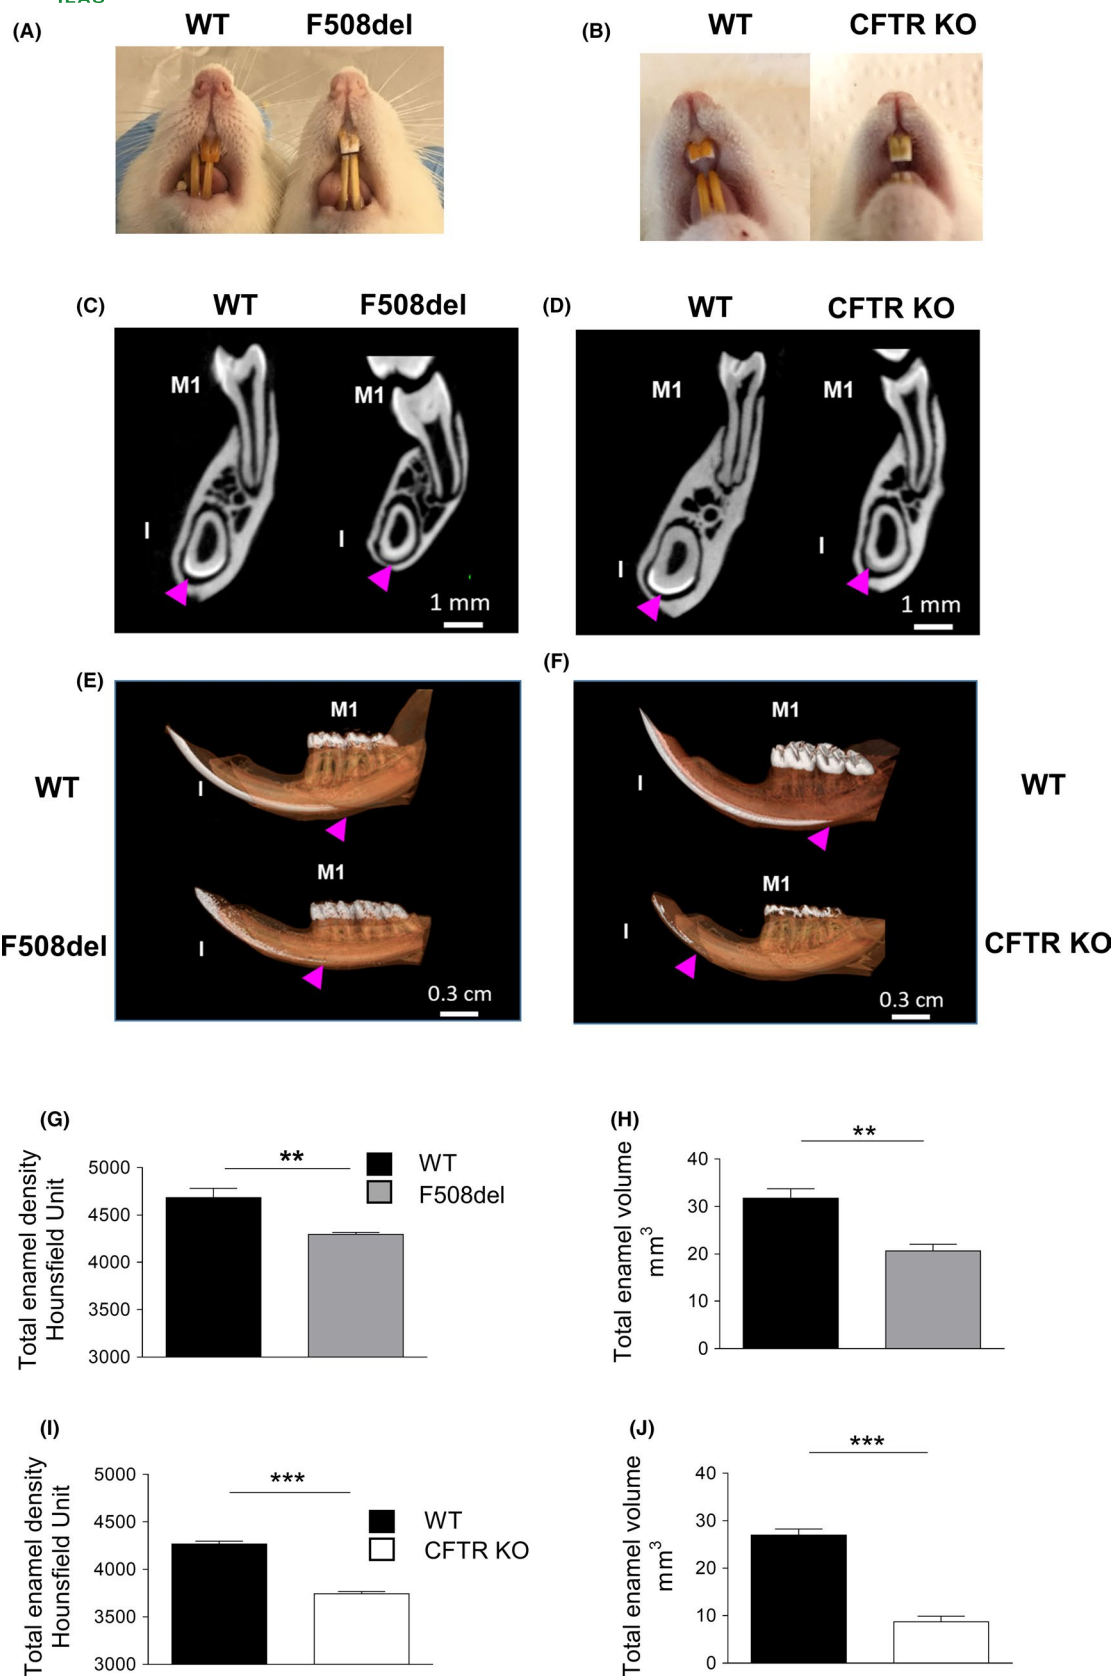 (A) WT F508del
(B) WT CFTR KO
(C) WT F508del
(D) WT CFTR KO
M1 M1
I I
1 mm
M1 M1
I I
1 mm
(E)
WT
M1
I
F508del
M1
I
0.3 cm
(F)
M1
I
WT
M1
I
CFTR KO
0.3 cm
(G)
Total enamel density
Hounsfield Unit
5000
4500
4000
3500
3000
**
WT
F508del
(H)
Total enamel volume
mm³
40
30
20
10
0
**
(I)
Total enamel density
Hounsfield Unit
5000
4500
4000
3500
3000
***
WT
CFTR KO
(J)
Total enamel volume
mm³
40
30
20
10
0
***